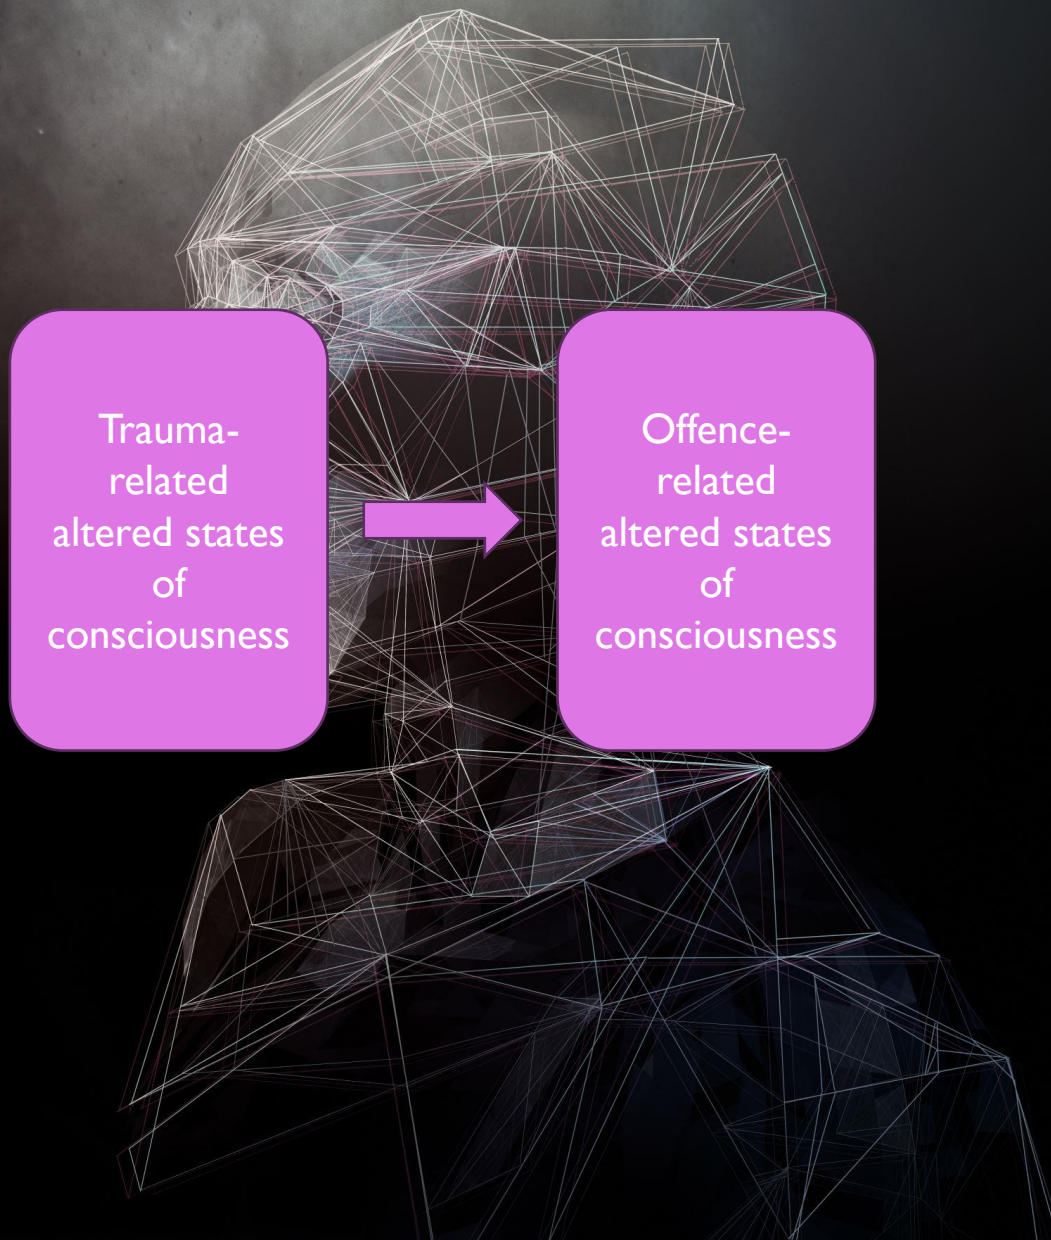 Trauma-
related
altered states
of
consciousness
Offence-
related
altered states
of
consciousness